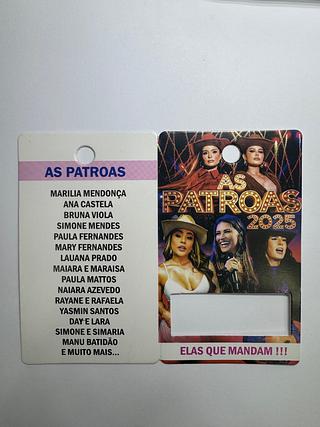 AS PATROAS
MARILIA MENDONÇA
ANA CASTELA
BRUNA VIOLA
SIMONE MENDES
PAULA FERNANDES
MARY FERNANDES
LAUANA PRADO
MAIARA E MARAISA
PAULA MATTOS
NAIARA AZEVEDO
RAYANE E RAFAELA
YASMIN SANTOS
DAY E LARA
SIMONE E SIMARIA
MANU BATIDÃO
E MUITO MAIS...
AS
PATROAS
2025
ELAS QUE MANDAM !!!